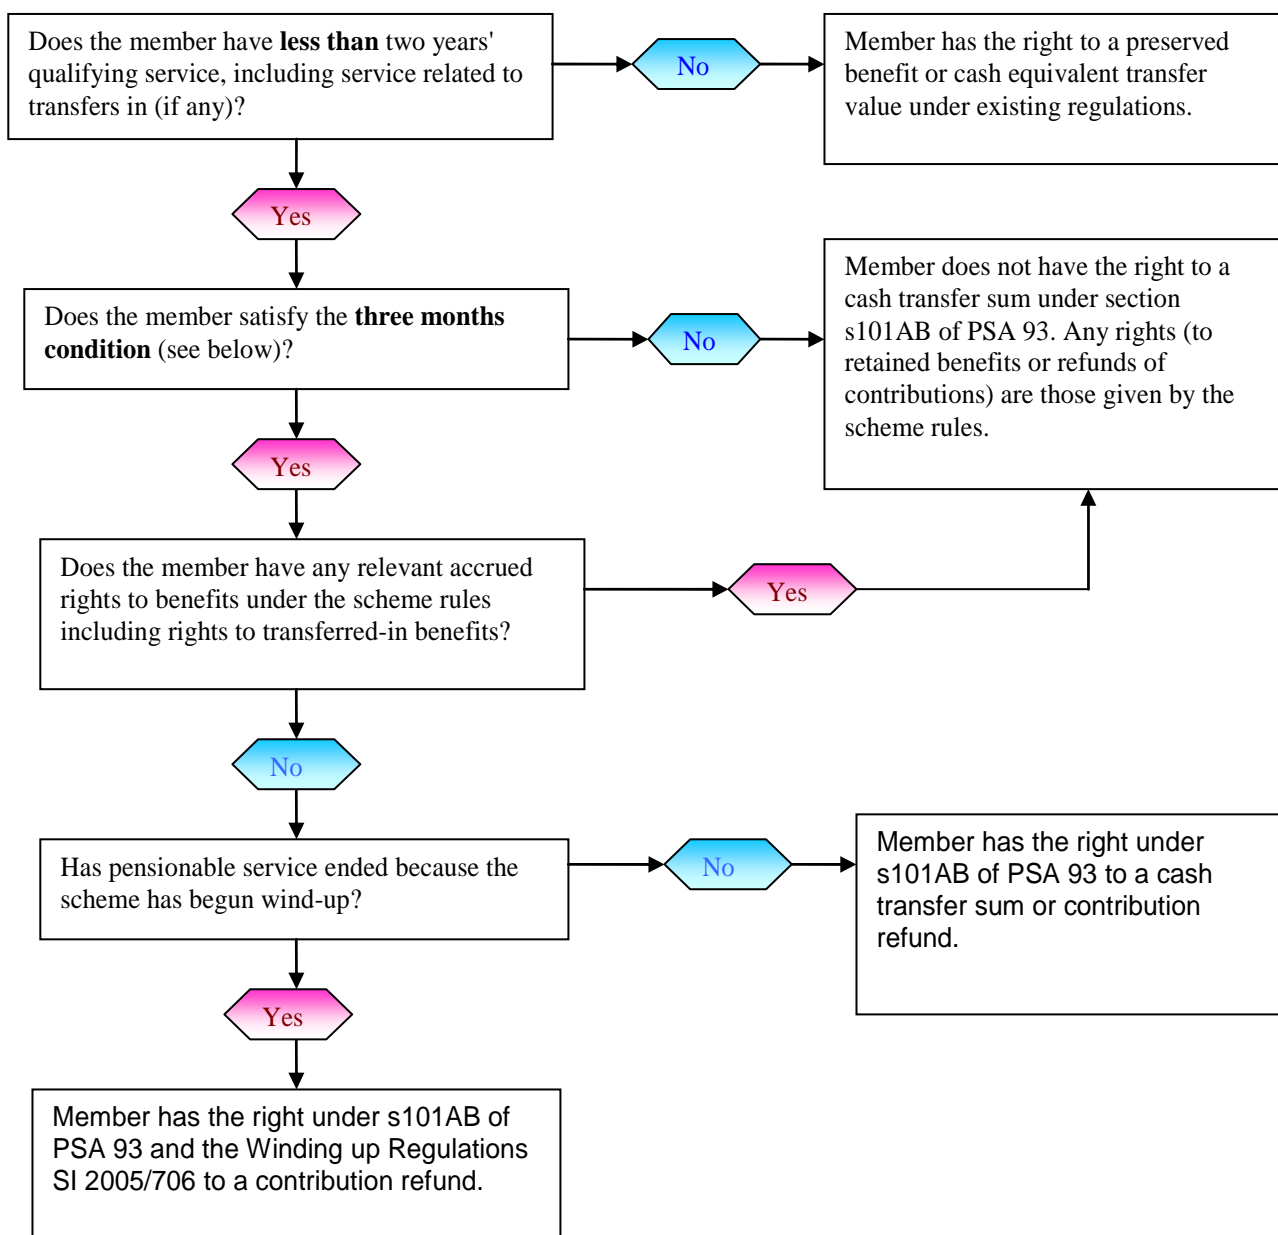 Does the member have less than two years'
qualifying service, including service related to
transfers in (if any)?
No
Member has the right to a preserved
benefit or cash equivalent transfer
value under existing regulations.
Yes
Does the member satisfy the three months
condition (see below)?
No
Member does not have the right to a
cash transfer sum under section
s101AB of PSA 93. Any rights (to
retained benefits or refunds of
contributions) are those given by the
scheme rules.
Yes
Does the member have any relevant accrued
rights to benefits under the scheme rules
including rights to transferred-in benefits?
Yes
No
Has pensionable service ended because the
scheme has begun wind-up?
No
Member has the right under
s101AB of PSA 93 to a cash
transfer sum or contribution
refund.
Yes
Member has the right under s101AB of
PSA 93 and the Winding up Regulations
SI 2005/706 to a contribution refund.